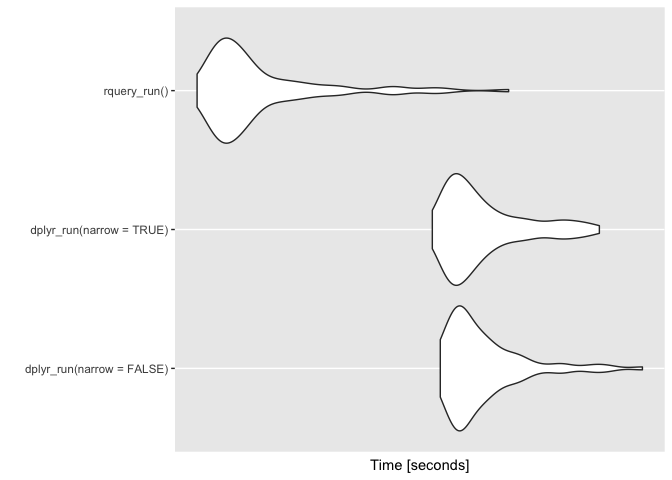 rquery_run()
dplyr_run(narrow = TRUE)
dplyr_run(narrow = FALSE)
Time [seconds]